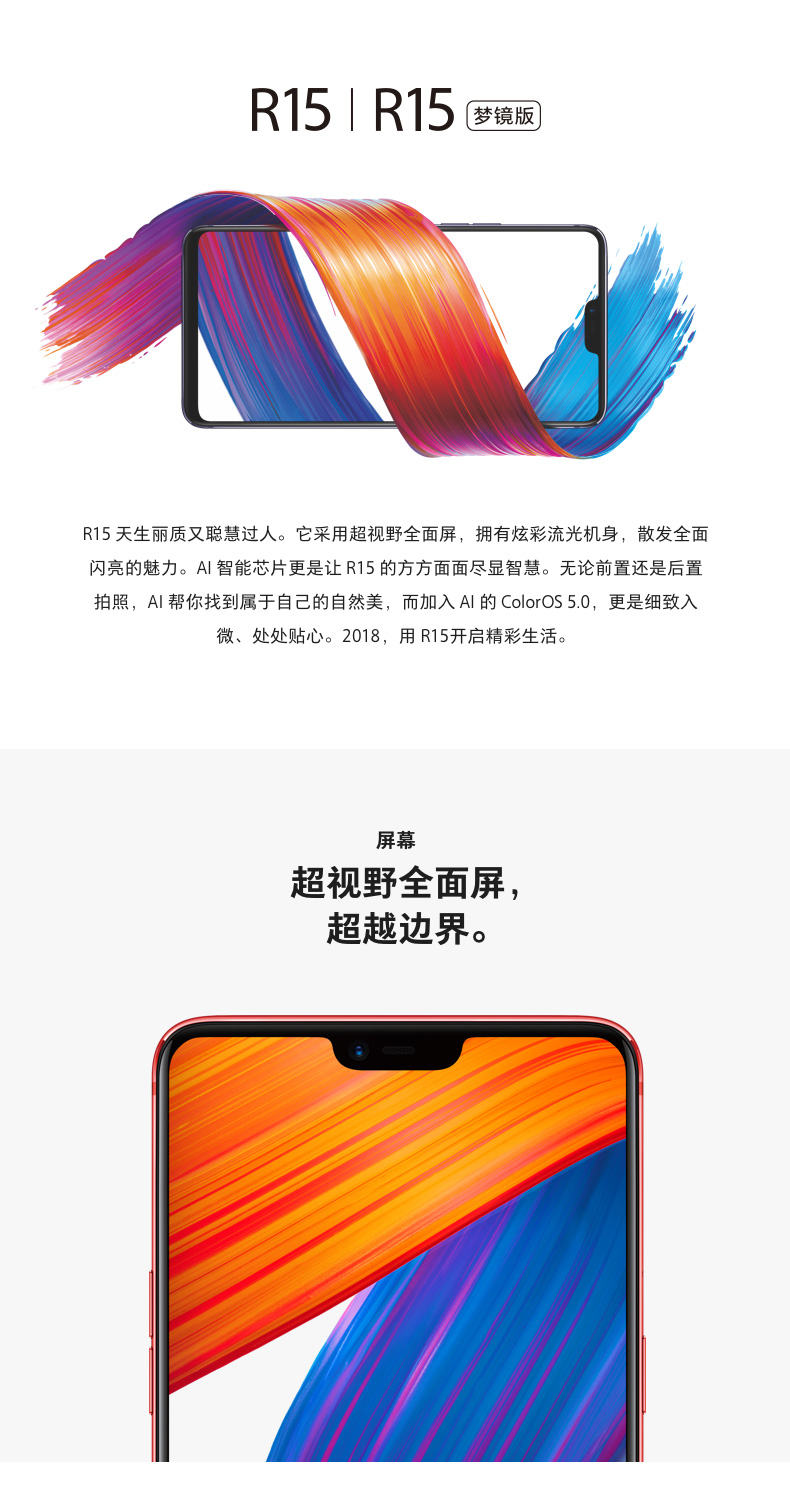 R15 | R15 梦镜版
R15 天生丽质又聪慧过人。它采用超视野全面屏，拥有炫彩流光机身，散发全面
闪亮的魅力。AI 智能芯片更是让 R15 的方方面面尽显智慧。无论前置还是后置
拍照，AI 帮你找到属于自己的自然美，而加入 AI 的 ColorOS 5.0，更是细致入
微、处处贴心。2018，用 R15开启精彩生活。
屏幕
超视野全面屏，
超越边界。